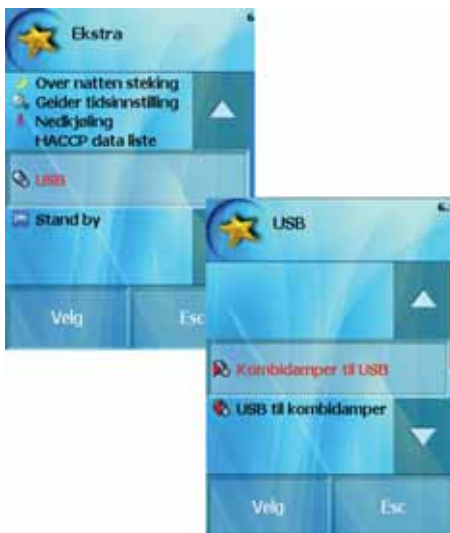 Ekstra
Over natten steking
Geider tidsinnstilling
Nedkjøling
HACCP data liste
USB
Stand by
Velg
Esc
USB
Kombidamper til USB
USB til kombidamper
Velg
Esc